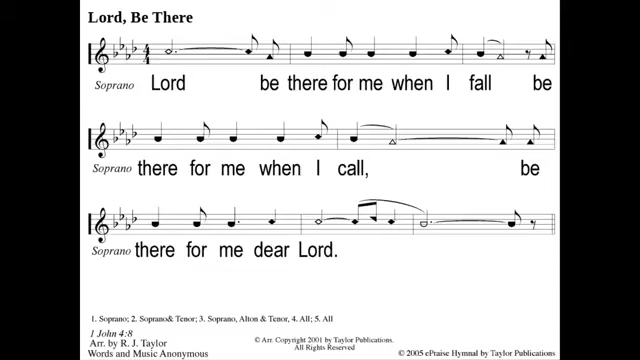 Lord, Be There
Soprano Lord be there for me when I fall be
Soprano there for me when I call, be
Soprano there for me dear Lord.
1. Soprano; 2. Soprano& Tenor; 3. Soprano, Alton & Tenor, 4. All; 5. All
1 John 4:8
Arr. by R. J. Taylor
Words and Music Anonymous
© Arr. Copyright 2001 by Taylor Publications.
All Rights Reserved
© 2005 ePraise Hymnal by Taylor Publications